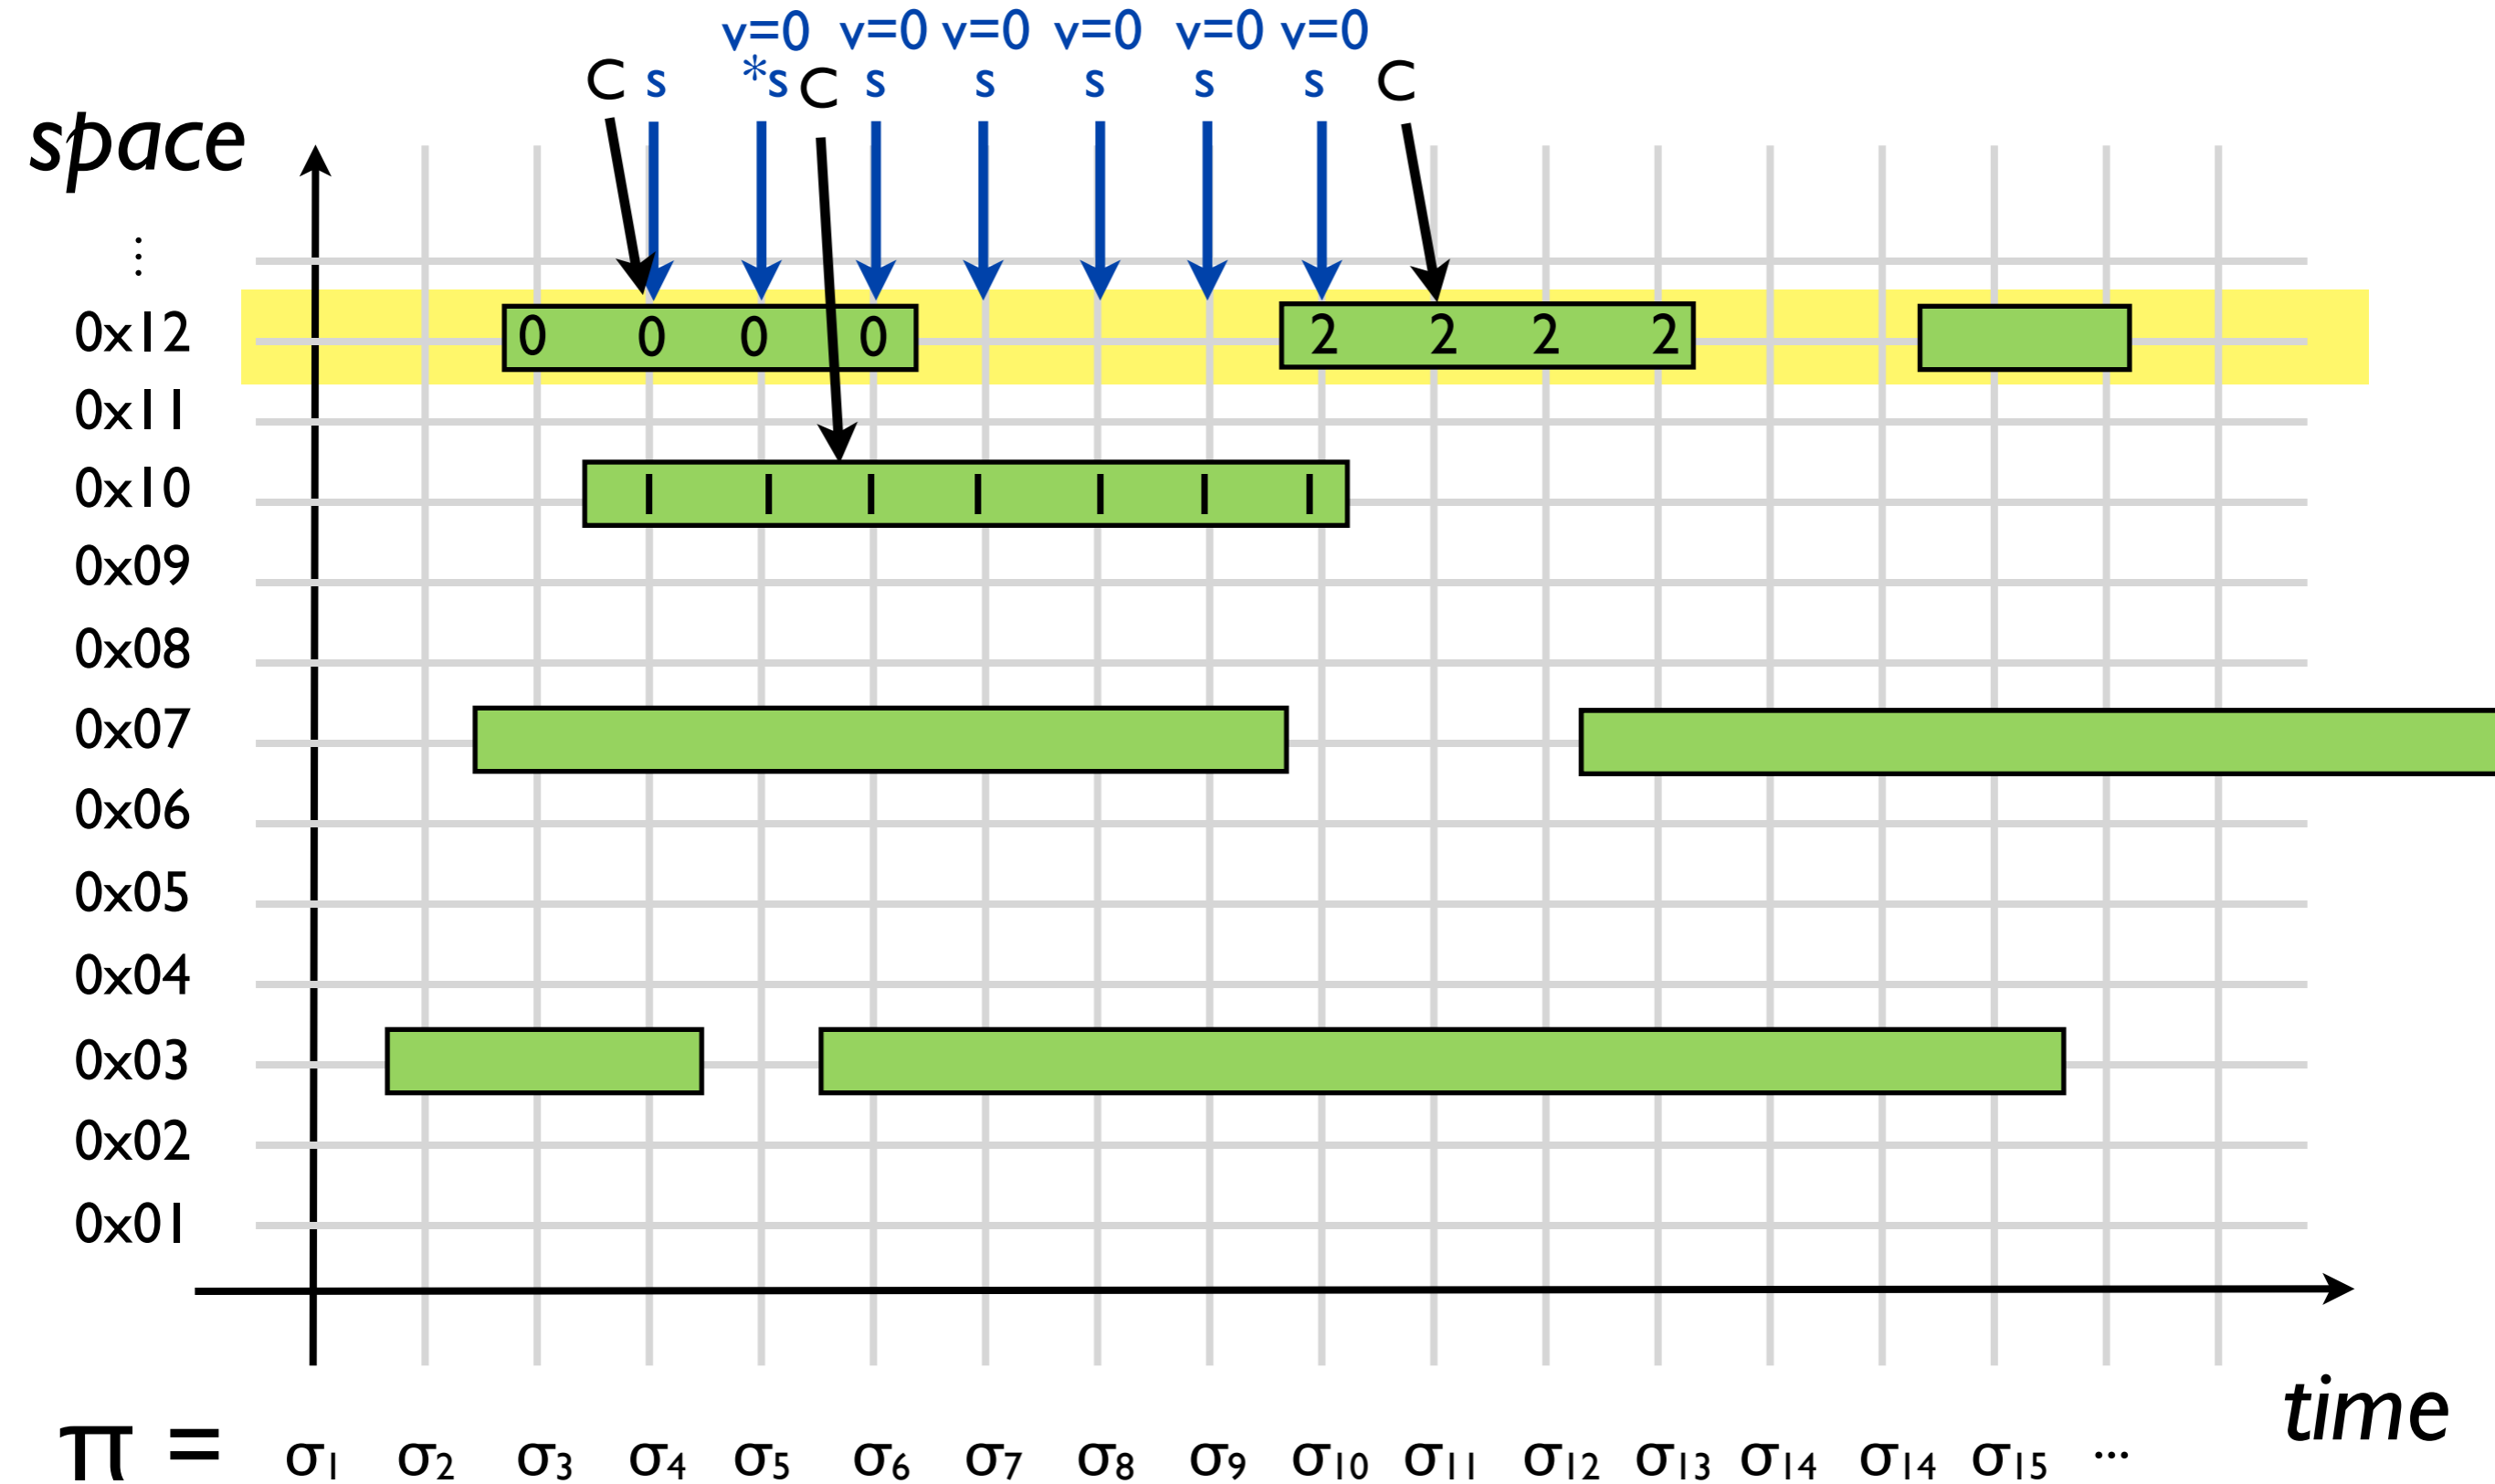 v=0 v=0 v=0 v=0 v=0 v=0
C s *s C s s s s s C
space
⋮
0x12 0 0 0 0 2 2 2 2
0x11
0x10 1 1 1 1 1 1 1
0x09
0x08
0x07
0x06
0x05
0x04
0x03
0x02
0x01
time
π = σ1 σ2 σ3 σ4 σ5 σ6 σ7 σ8 σ9 σ10 σ11 σ12 σ13 σ14 σ14 σ15 ...